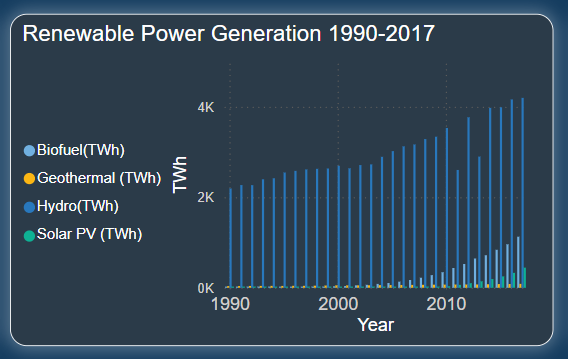 Renewable Power Generation 1990-2017
Biofuel(TWh)
Geothermal (TWh)
Hydro(TWh)
Solar PV (TWh)
TWh
4K
2K
0K
1990
2000
2010
Year